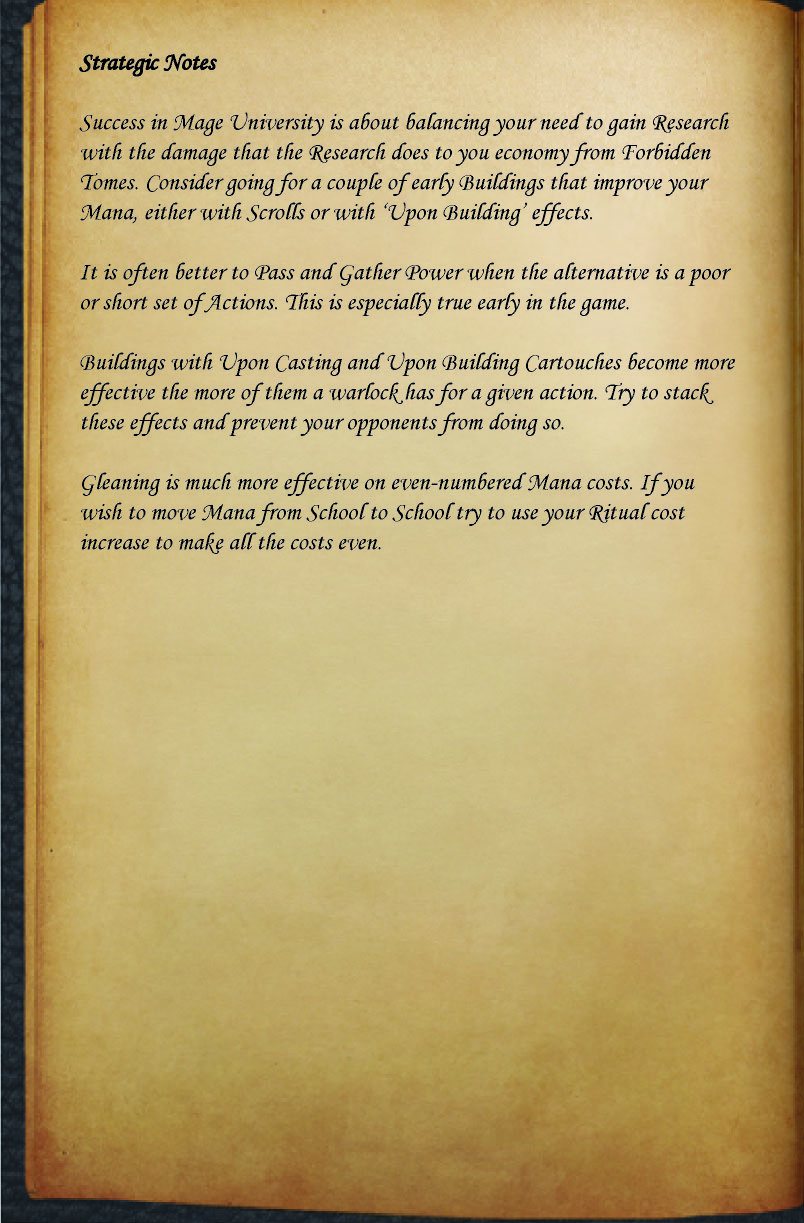 Strategic Notes
Success in Mage University is about balancing your need to gain Research
with the damage that the Research does to you economy from Forbidden
Tomes. Consider going for a couple of early Buildings that improve your
Mana, either with Scrolls or with ‘Upon Building’ effects.
It is often better to Pass and Gather Power when the alternative is a poor
or short set of Actions. This is especially true early in the game.
Buildings with Upon Casting and Upon Building Cartouches become more
effective the more of them a warlock has for a given action. Try to stack
these effects and prevent your opponents from doing so.
Gleaning is much more effective on even-numbered Mana costs. If you
wish to move Mana from School to School try to use your Ritual cost
increase to make all the costs even.